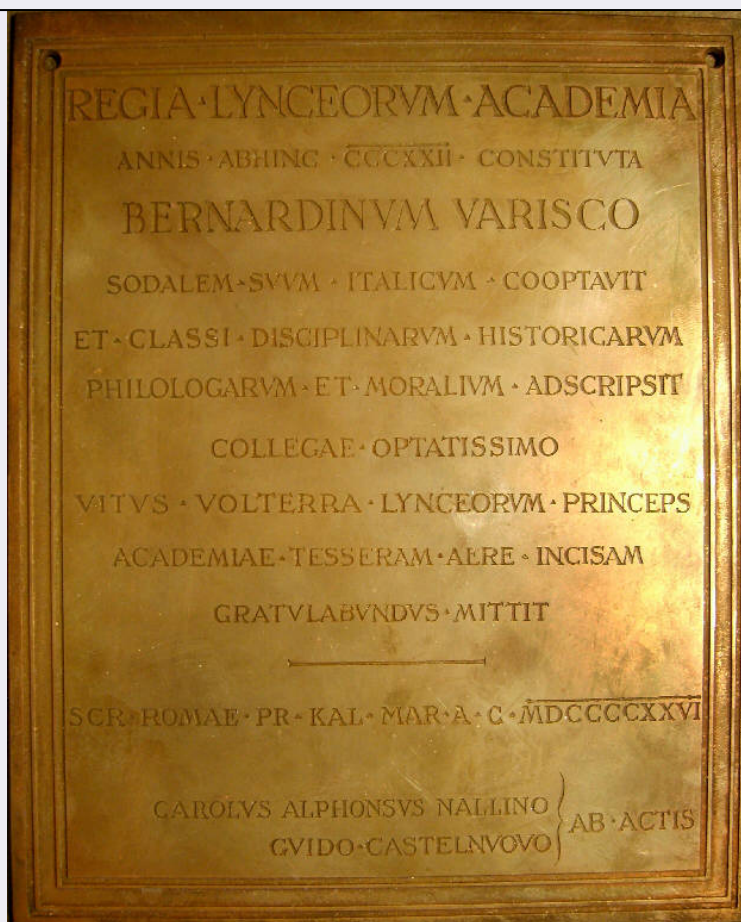 REGIA · LYNCEORVM · ACADEMIA
ANNIS · ABHINC · CCCXXII · CONSTITVTA
BERNARDINVM VARISCO
SODALEM · SVVM · ITALICVM · COOPTAVIT
ET · CLASSI · DISCIPLINARVM · HISTORICARVM
PHILOLOGARVM · ET · MORALIVM · ADSCRIPSIT
COLLEGAE · OPTATISSIMO
VITVS · VOLTERRA · LYNCEORVM · PRINCEPS
ACADEMIAE · TESSERAM · AERE · INCISAM
GRATVLABVNDVS · MITTIT
SCR · ROMAE · PR · KAL · MAR · A · C · MDCCCCXXVI
CAROLVS ALPHONSVS NALLINO
GVIDO · CASTELNVOVO
AB · ACTIS